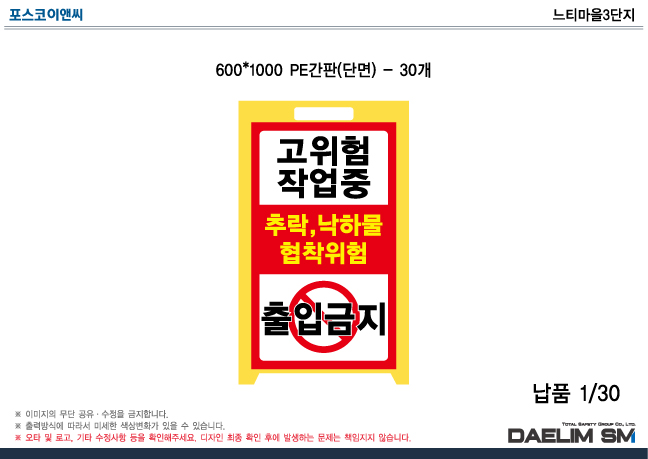 포스코이앤씨
느티마을3단지
600*1000 PE간판(단면) - 30개
고위험
작업중
추락,낙하물
협착위험
출입금지
납품 1/30
※ 이미지의 무단 공유·수정을 금지합니다.
※ 출력방식에 따라서 미세한 색상변화가 있을 수 있습니다.
※ 오타 및 로고, 기타 수정사항 등을 확인해주세요. 디자인 최종 확인 후에 발생하는 문제는 책임지지 않습니다.
Total Safety Group Co., Ltd.
DAELIM SM